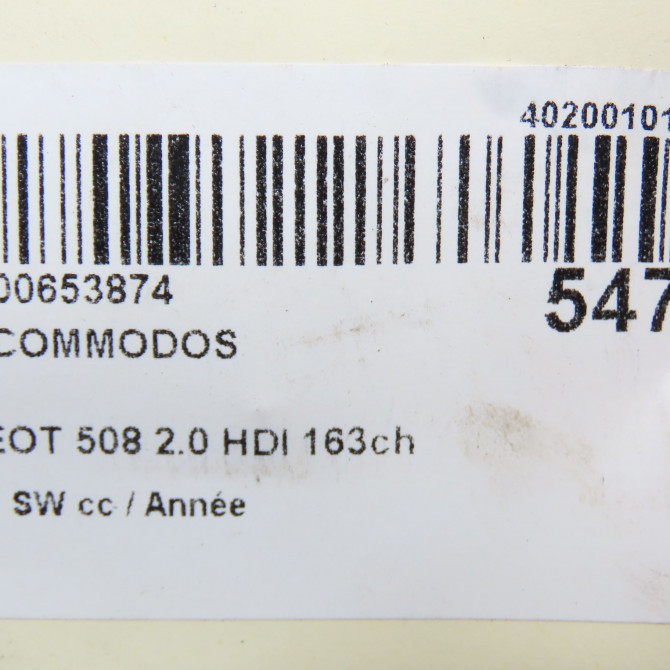 40200101
00653874
547
COMMODOS
EOT 508 2.0 HDI 163ch
SW cc / Année